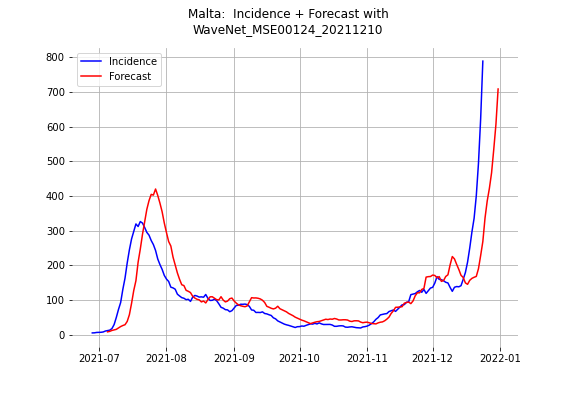 Malta:  Incidence + Forecast with
WaveNet_MSE00124_20211210
Incidence
Forecast
800
700
600
500
400
300
200
100
0
2021-07 2021-08 2021-09 2021-10 2021-11 2021-12 2022-01